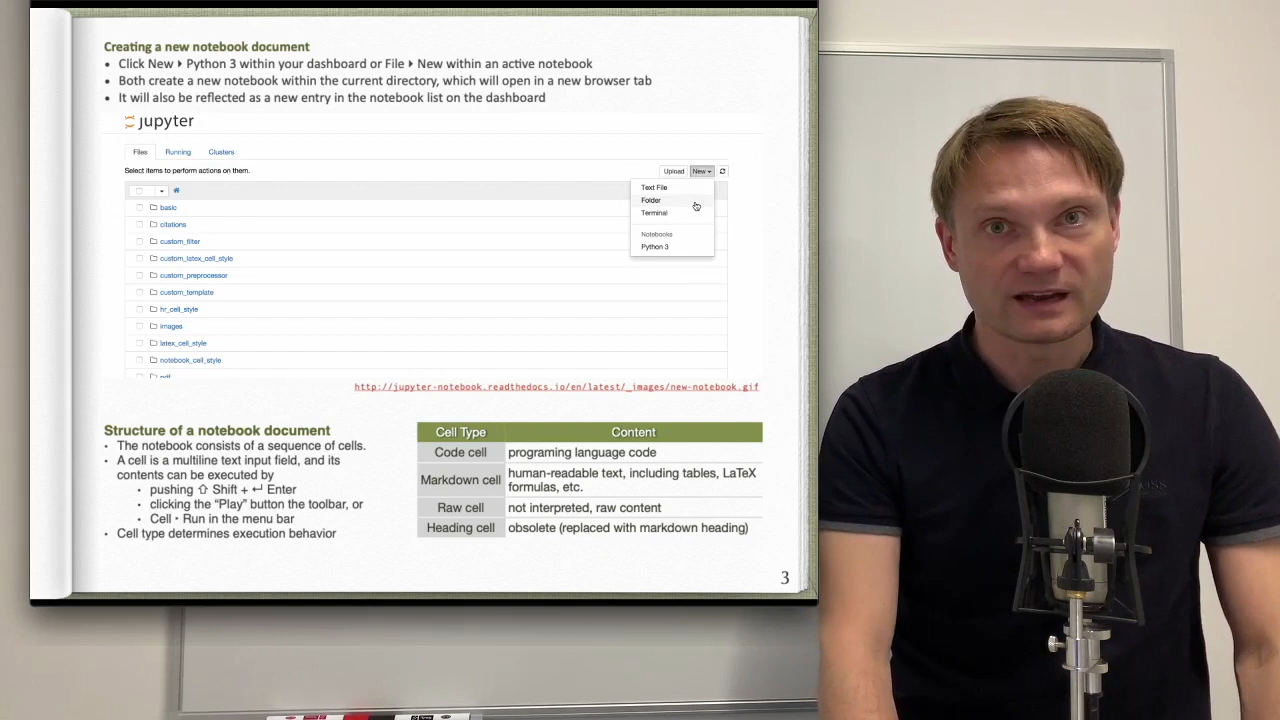 Creating a new notebook document
• Click New ▸ Python 3 within your dashboard or File ▸ New within an active notebook
• Both create a new notebook within the current directory, which will open in a new browser tab
• It will also be reflected as a new entry in the notebook list on the dashboard
jupyter
Files Running Clusters
Select items to perform actions on them.
Upload New
Text File
Folder
Terminal
Notebooks
Python 3
basic
citations
custom_filter
custom_latex_cell_style
custom_preprocessor
custom_template
hr_cell_style
images
latex_cell_style
notebook_cell_style
http://jupyter-notebook.readthedocs.io/en/latest/_images/new-notebook.gif
Structure of a notebook document
• The notebook consists of a sequence of cells.
• A cell is a multiline text input field, and its
contents can be executed by
• pushing ⇧ Shift + ↵ Enter
• clicking the “Play” button the toolbar, or
• Cell ‣ Run in the menu bar
• Cell type determines execution behavior
Cell Type Content
Code cell programing language code
Markdown cell human-readable text, including tables, LaTeX
formulas, etc.
Raw cell not interpreted, raw content
Heading cell obsolete (replaced with markdown heading)
3